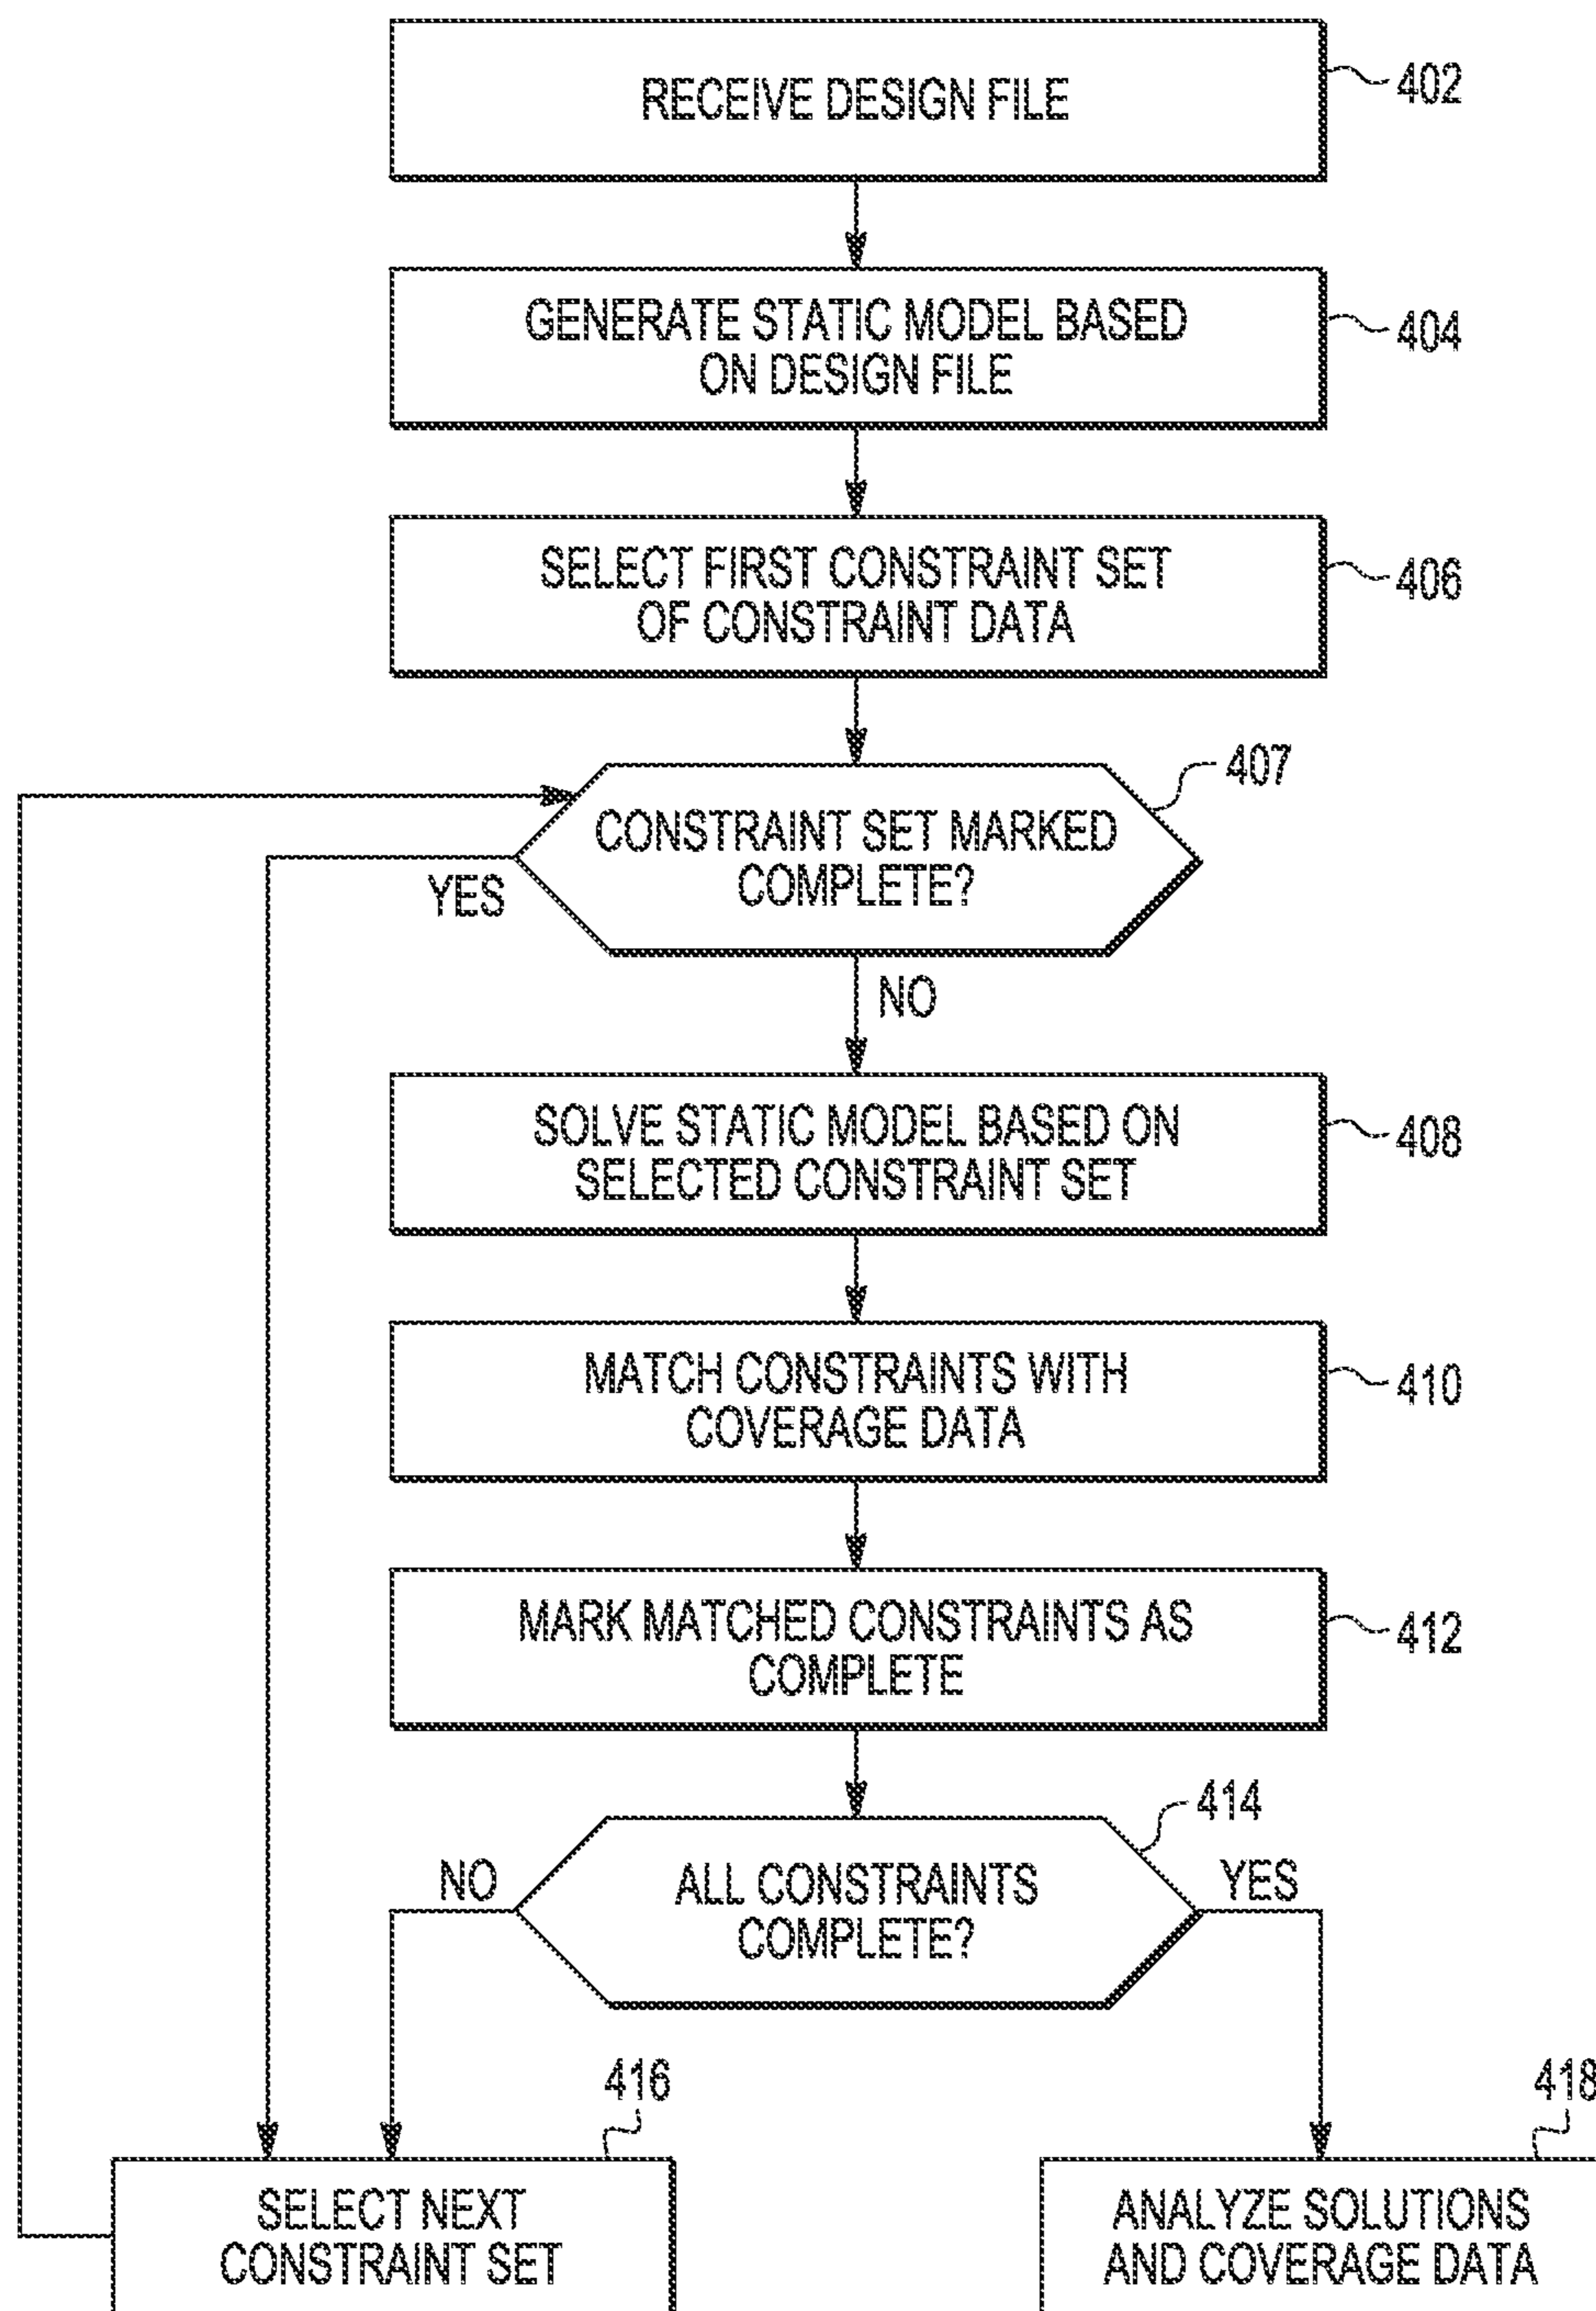 RECEIVE DESIGN FILE
402
GENERATE STATIC MODEL BASED
ON DESIGN FILE
404
SELECT FIRST CONSTRAINT SET
OF CONSTRAINT DATA
406
407
CONSTRAINT SET MARKED
COMPLETE?
YES
NO
SOLVE STATIC MODEL BASED ON
SELECTED CONSTRAINT SET
408
MATCH CONSTRAINTS WITH
COVERAGE DATA
410
MARK MATCHED CONSTRAINTS AS
COMPLETE
412
414
NO
ALL CONSTRAINTS
COMPLETE?
YES
416
418
SELECT NEXT
CONSTRAINT SET
ANALYZE SOLUTIONS
AND COVERAGE DATA